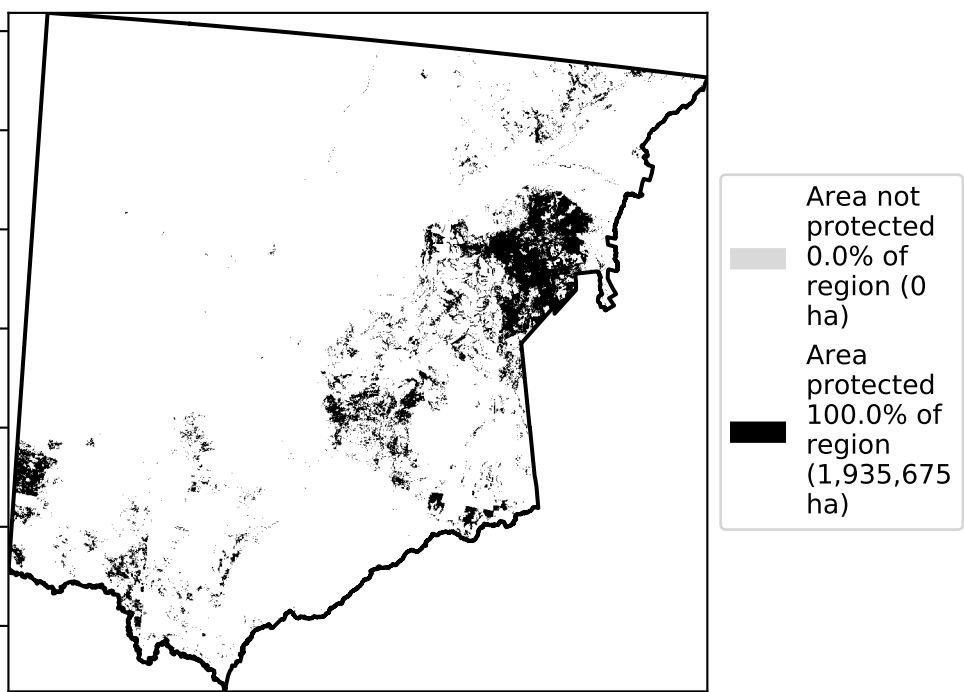 Area not
protected
0.0% of
region (0
ha)
Area
protected
100.0% of
region
(1,935,675
ha)